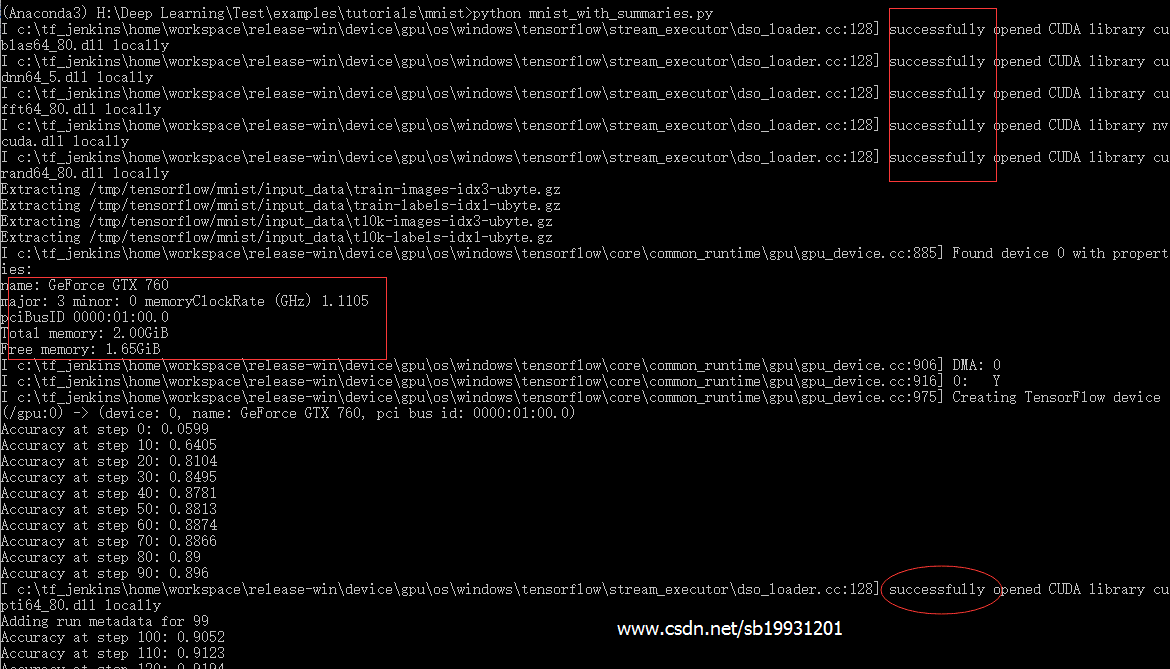 (Anaconda3) H:\Deep Learning\Test\examples\tutorials\mnist>python mnist_with_summaries.py
I c:\tf_jenkins\home\workspace\release-win\device\gpu\os\windows\tensorflow\stream_executor\dso_loader.cc:128] successfully opened CUDA library cu
blas64_80.dll locally
I c:\tf_jenkins\home\workspace\release-win\device\gpu\os\windows\tensorflow\stream_executor\dso_loader.cc:128] successfully opened CUDA library cu
dnn64_5.dll locally
I c:\tf_jenkins\home\workspace\release-win\device\gpu\os\windows\tensorflow\stream_executor\dso_loader.cc:128] successfully opened CUDA library cu
fft64_80.dll locally
I c:\tf_jenkins\home\workspace\release-win\device\gpu\os\windows\tensorflow\stream_executor\dso_loader.cc:128] successfully opened CUDA library nv
cuda.dll locally
I c:\tf_jenkins\home\workspace\release-win\device\gpu\os\windows\tensorflow\stream_executor\dso_loader.cc:128] successfully opened CUDA library cu
rand64_80.dll locally
Extracting /tmp/tensorflow/mnist/input_data\train-images-idx3-ubyte.gz
Extracting /tmp/tensorflow/mnist/input_data\train-labels-idx1-ubyte.gz
Extracting /tmp/tensorflow/mnist/input_data\t10k-images-idx3-ubyte.gz
Extracting /tmp/tensorflow/mnist/input_data\t10k-labels-idx1-ubyte.gz
I c:\tf_jenkins\home\workspace\release-win\device\gpu\os\windows\tensorflow\core\common_runtime\gpu\gpu_device.cc:885] Found device 0 with propert
ies:
name: GeForce GTX 760
major: 3 minor: 0 memoryClockRate (GHz) 1.1105
pciBusID 0000:01:00.0
Total memory: 2.00GiB
Free memory: 1.65GiB
I c:\tf_jenkins\home\workspace\release-win\device\gpu\os\windows\tensorflow\core\common_runtime\gpu\gpu_device.cc:906] DMA: 0
I c:\tf_jenkins\home\workspace\release-win\device\gpu\os\windows\tensorflow\core\common_runtime\gpu\gpu_device.cc:916] 0:   Y
I c:\tf_jenkins\home\workspace\release-win\device\gpu\os\windows\tensorflow\core\common_runtime\gpu\gpu_device.cc:975] Creating TensorFlow device
(/gpu:0) -> (device: 0, name: GeForce GTX 760, pci bus id: 0000:01:00.0)
Accuracy at step 0: 0.0599
Accuracy at step 10: 0.6405
Accuracy at step 20: 0.8104
Accuracy at step 30: 0.8495
Accuracy at step 40: 0.8781
Accuracy at step 50: 0.8813
Accuracy at step 60: 0.8874
Accuracy at step 70: 0.8866
Accuracy at step 80: 0.89
Accuracy at step 90: 0.896
I c:\tf_jenkins\home\workspace\release-win\device\gpu\os\windows\tensorflow\stream_executor\dso_loader.cc:128] successfully opened CUDA library cu
pti64_80.dll locally
Adding run metadata for 99
Accuracy at step 100: 0.9052
Accuracy at step 110: 0.9123
Accuracy at step 120: 0.9194
www.csdn.net/sb19931201